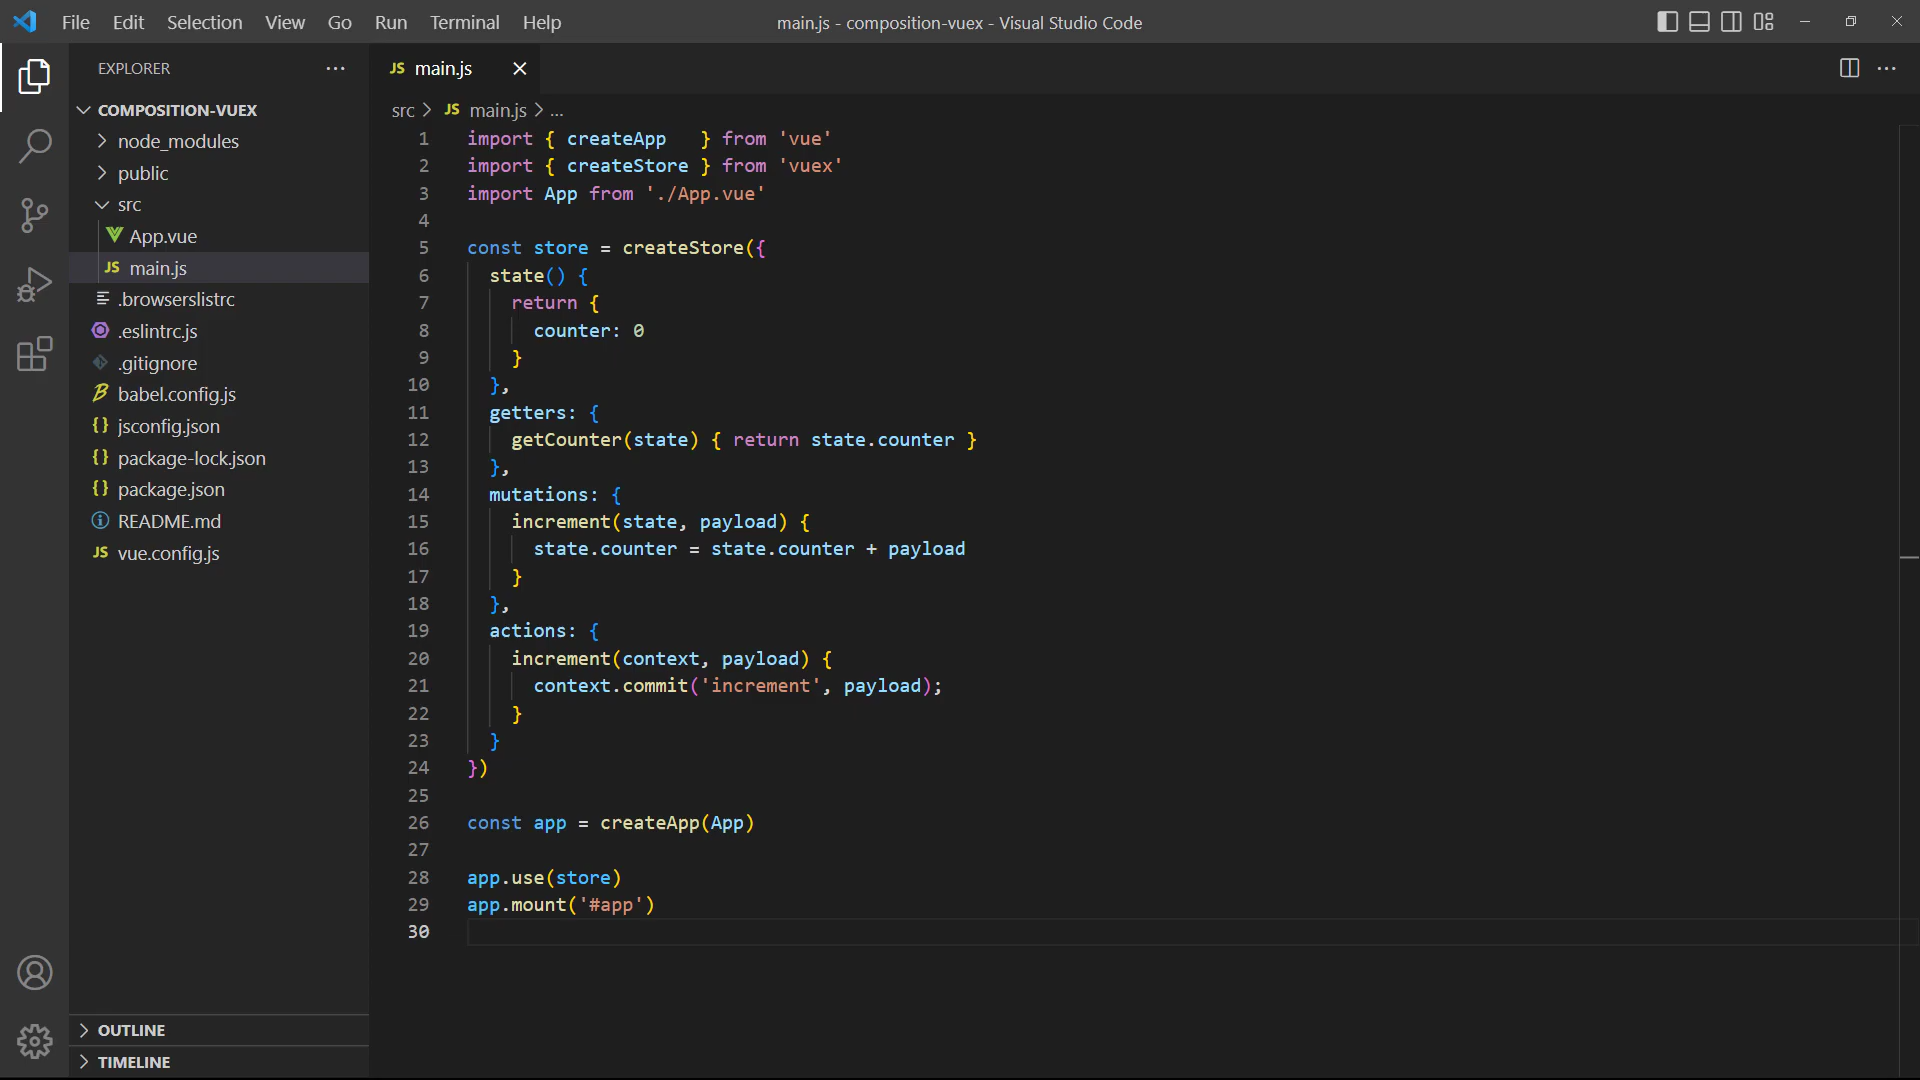 File Edit Selection View Go Run Terminal Help main.js - composition-vuex - Visual Studio Code
EXPLORER
COMPOSITION-VUEX
node_modules
public
src
App.vue
JS main.js
.browserslistrc
.eslintrc.js
.gitignore
babel.config.js
{} jsconfig.json
{} package-lock.json
{} package.json
README.md
JS vue.config.js
OUTLINE
TIMELINE
JS main.js
src > JS main.js > ...
1 import { createApp   } from 'vue'
2 import { createStore } from 'vuex'
3 import App from './App.vue'
4
5 const store = createStore({
6   state() {
7     return {
8       counter: 0
9     }
10   },
11   getters: {
12     getCounter(state) { return state.counter }
13   },
14   mutations: {
15     increment(state, payload) {
16       state.counter = state.counter + payload
17     }
18   },
19   actions: {
20     increment(context, payload) {
21       context.commit('increment', payload);
22     }
23   }
24 })
25
26 const app = createApp(App)
27
28 app.use(store)
29 app.mount('#app')
30